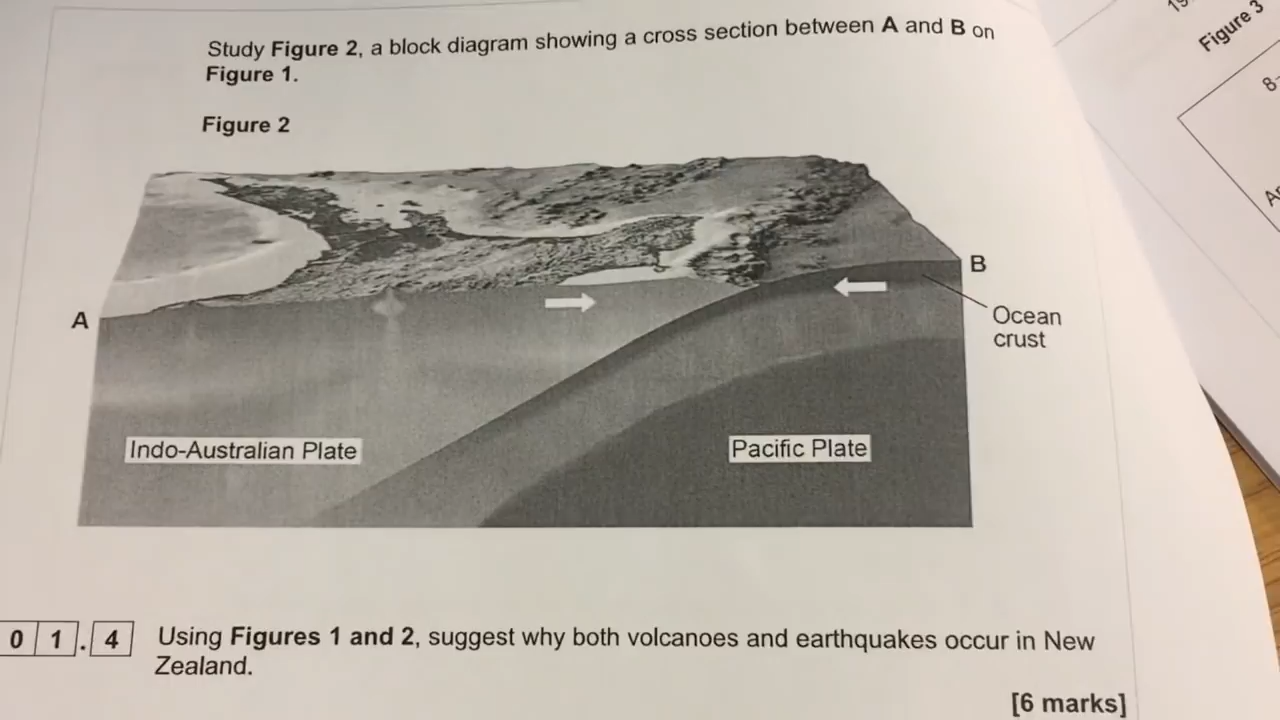 Study Figure 2, a block diagram showing a cross section between A and B on
Figure 1.
Figure 2
A
B
Ocean
crust
Indo-Australian Plate
Pacific Plate
0 1 . 4 Using Figures 1 and 2, suggest why both volcanoes and earthquakes occur in New
Zealand.
[6 marks]
Figure 3
8-